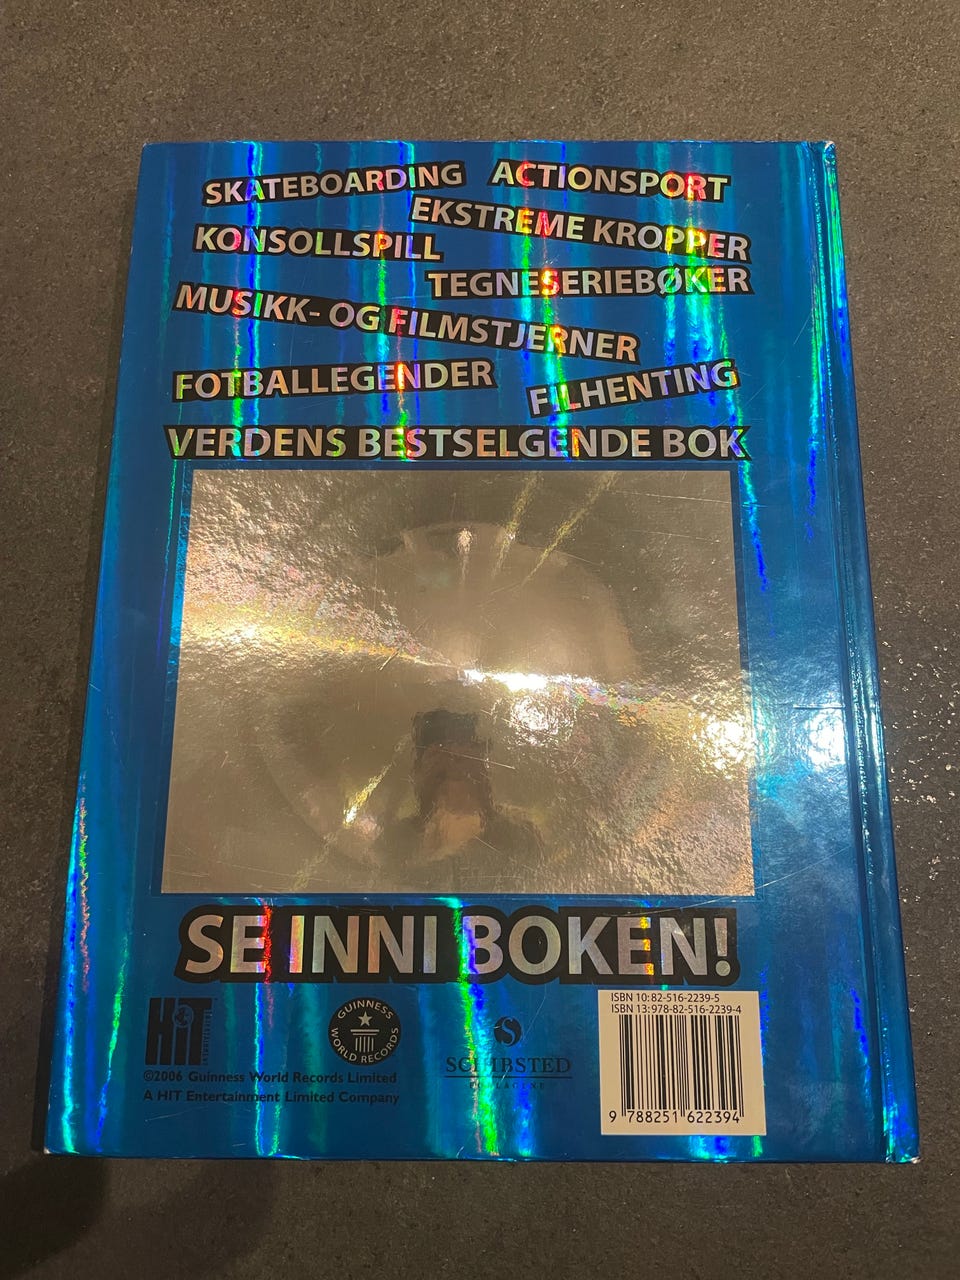 SKATEBOARDING
ACTIONSPORT
EKSTREME KROPPER
KONSOLLSPILL
TEGNESERIEBØKER
MUSIKK- OG FILMSTJERNER
FOTBALLEGENDER
FILHENTING
VERDENS BESTSELGENDE BOK
SE INNI BOKEN!
HIT
ENTERTAINMENT
GUINNESS
WORLD RECORDS
©2006 Guinness World Records Limited
A HIT Entertainment Limited Company
SCHIBSTED
FORLAGENE
ISBN 10:82-516-2239-5
ISBN 13:978-82-516-2239-4
9 788251 622394